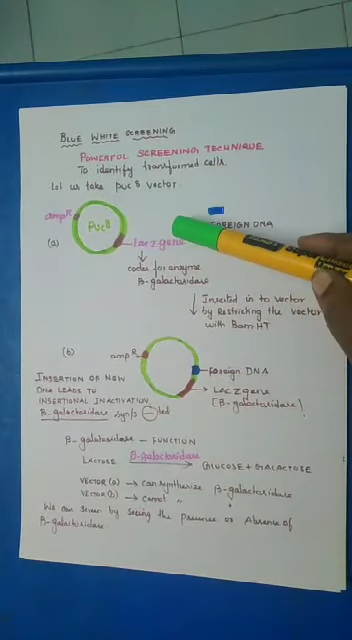 BLUE WHITE SCREENING
POWERFUL SCREENING TECHNIQUE
To identify transformed cells.
Let us take puc8 vector.
ampR
Puc8
FOREIGN DNA
(a)
Lac z gene
codes for enzyme
β-galactosidase
Inserted in to vector
by Restricting the vector
with Bam HI
(b)
ampR
INSERTION OF NEW
DNA LEADS TO
INSERTIONAL INACTIVATION
β-galactosidase synts ⊖ted
foreign DNA
Lac z gene
(β-galactosidase)
β-galatosidase – FUNCTION
LACTOSE β-galactosidase → GLUCOSE + GALACTOSE
VECTOR (a) → can synthesize β-galactosidase
VECTOR (b) → cannot "
We can screen by seeing the presence or Absence of
β-galactosidase